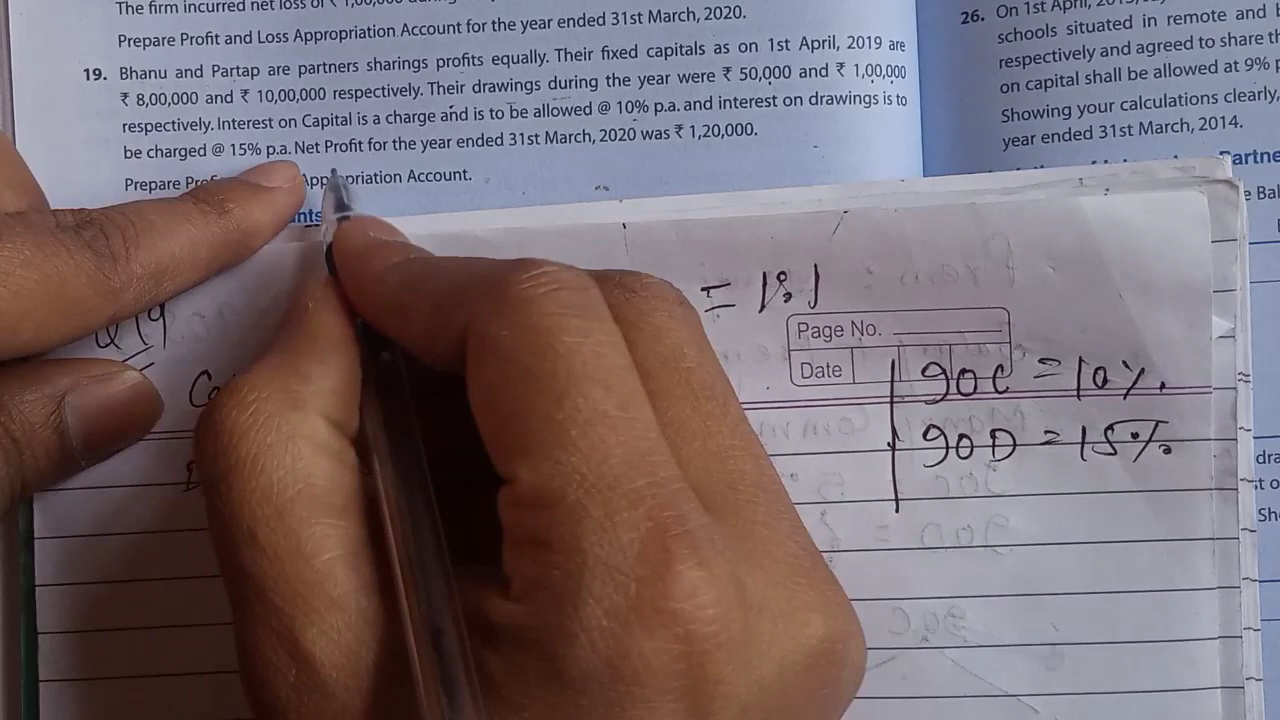 The firm incurred net loss of ₹ 1,00,000
Prepare Profit and Loss Appropriation Account for the year ended 31st March, 2020.
19. Bhanu and Partap are partners sharings profits equally. Their fixed capitals as on 1st April, 2019 are
₹ 8,00,000 and ₹ 10,00,000 respectively. Their drawings during the year were ₹ 50,000 and ₹ 1,00,000
respectively. Interest on Capital is a charge and is to be allowed @ 10% p.a. and interest on drawings is to
be charged @ 15% p.a. Net Profit for the year ended 31st March, 2020 was ₹ 1,20,000.
Prepare Appropriation Account.
26. On 1st April,
schools situated in remote and
respectively and agreed to share
on capital shall be allowed at 9%
Showing your calculations clearly,
year ended 31st March, 2014.
Q19
= 1:1
Page No.
Date
IOC = 10%.
IOD = 15%